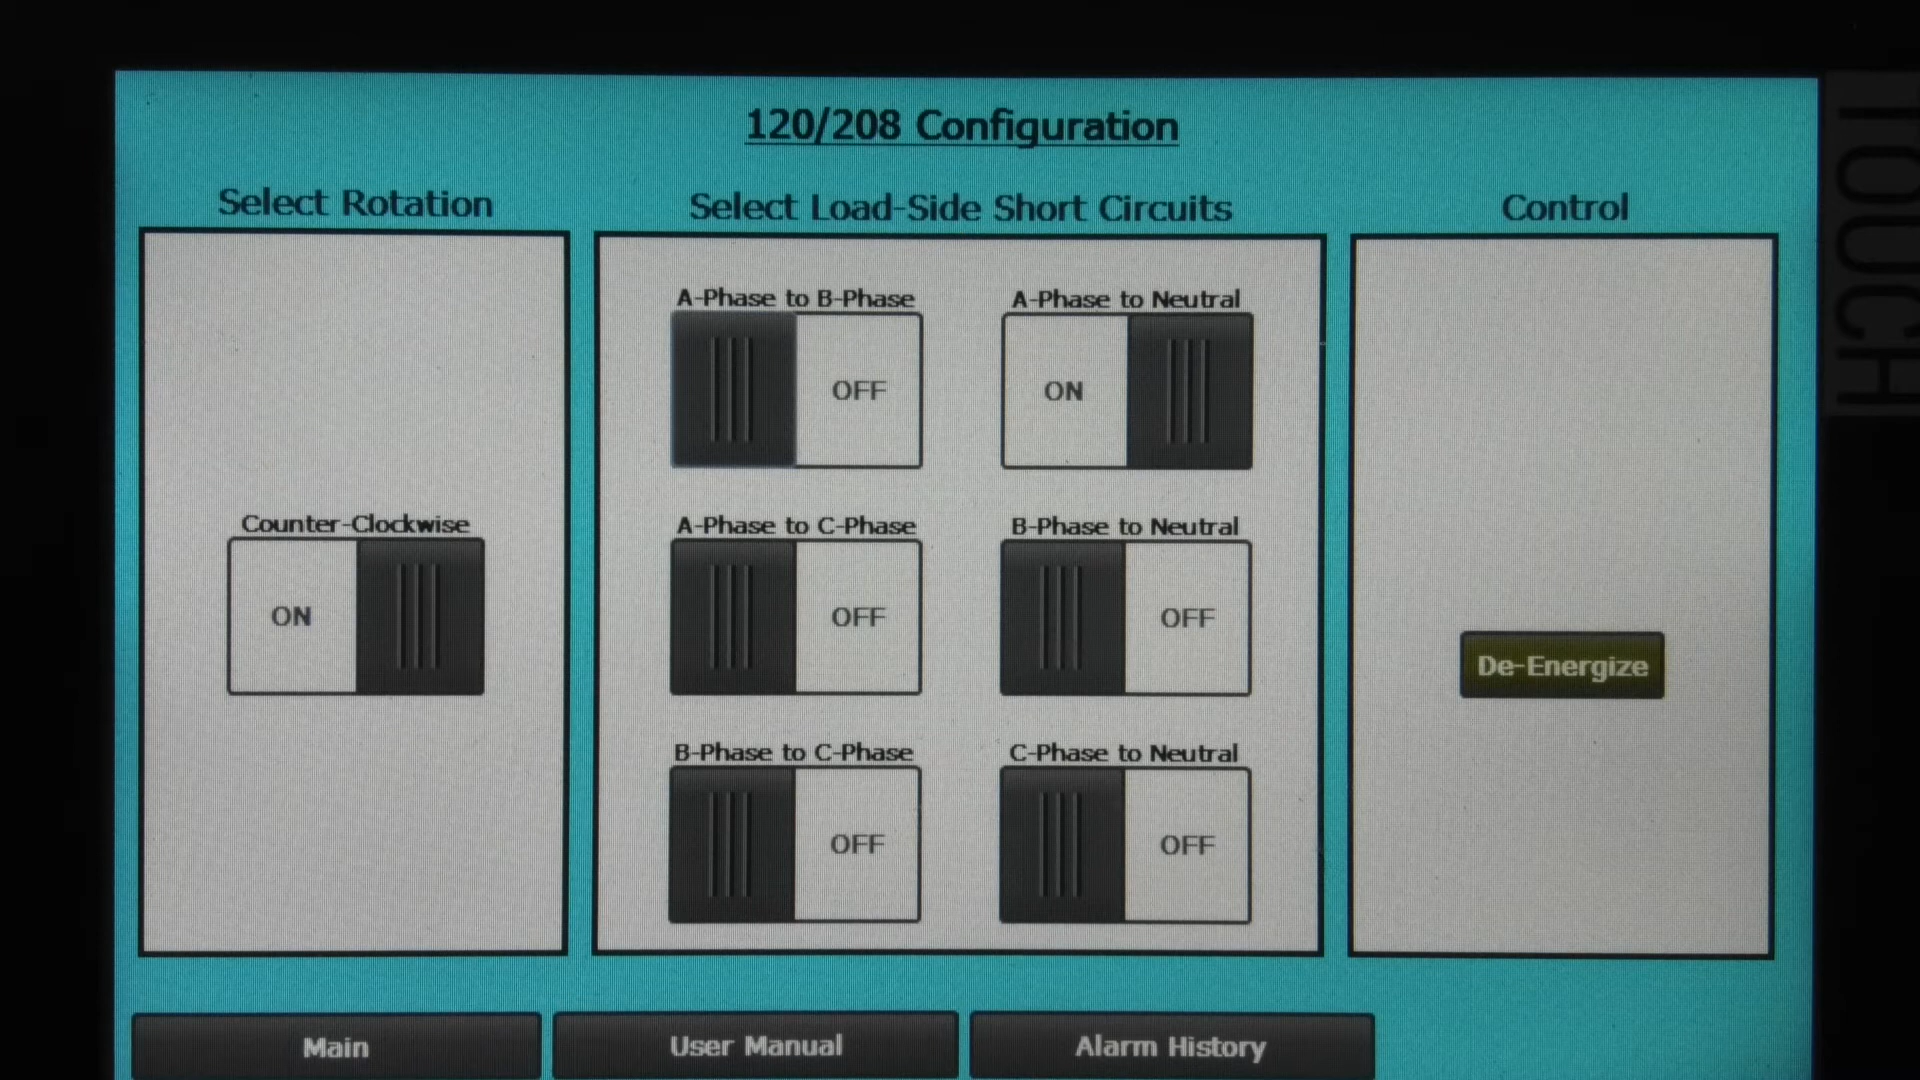 120/208 Configuration
Select Rotation
Select Load-Side Short Circuits
Control
A-Phase to B-Phase
A-Phase to Neutral
OFF
ON
Counter-Clockwise
A-Phase to C-Phase
B-Phase to Neutral
ON
OFF
OFF
De-Energize
B-Phase to C-Phase
C-Phase to Neutral
OFF
OFF
Main
User Manual
Alarm History
TOUCH